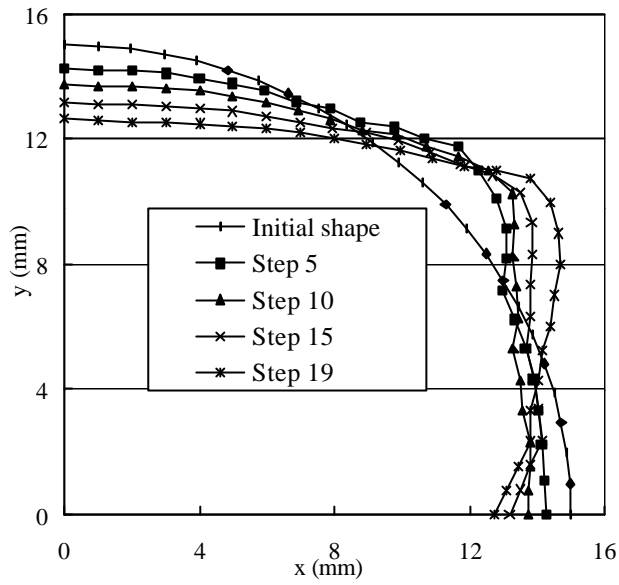 16
12
8
4
0
y (mm)
Initial shape
Step 5
Step 10
Step 15
Step 19
0 4 8 12 16
x (mm)